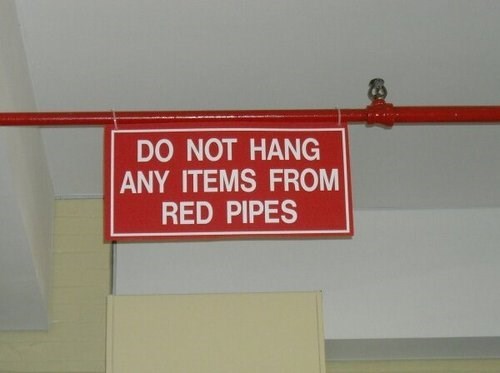 DO NOT HANG
ANY ITEMS FROM
RED PIPES